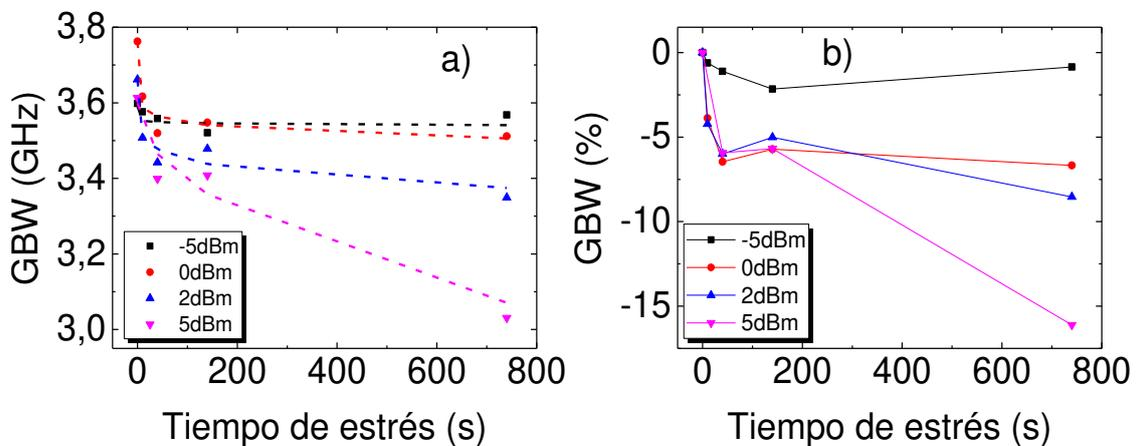 a)
GBW (GHz)
3,8
3,6
3,4
3,2
3,0
-5dBm
0dBm
2dBm
5dBm
0 200 400 600 800
Tiempo de estrés (s)
b)
GBW (%)
0
-5
-10
-15
-5dBm
0dBm
2dBm
5dBm
0 200 400 600 800
Tiempo de estrés (s)